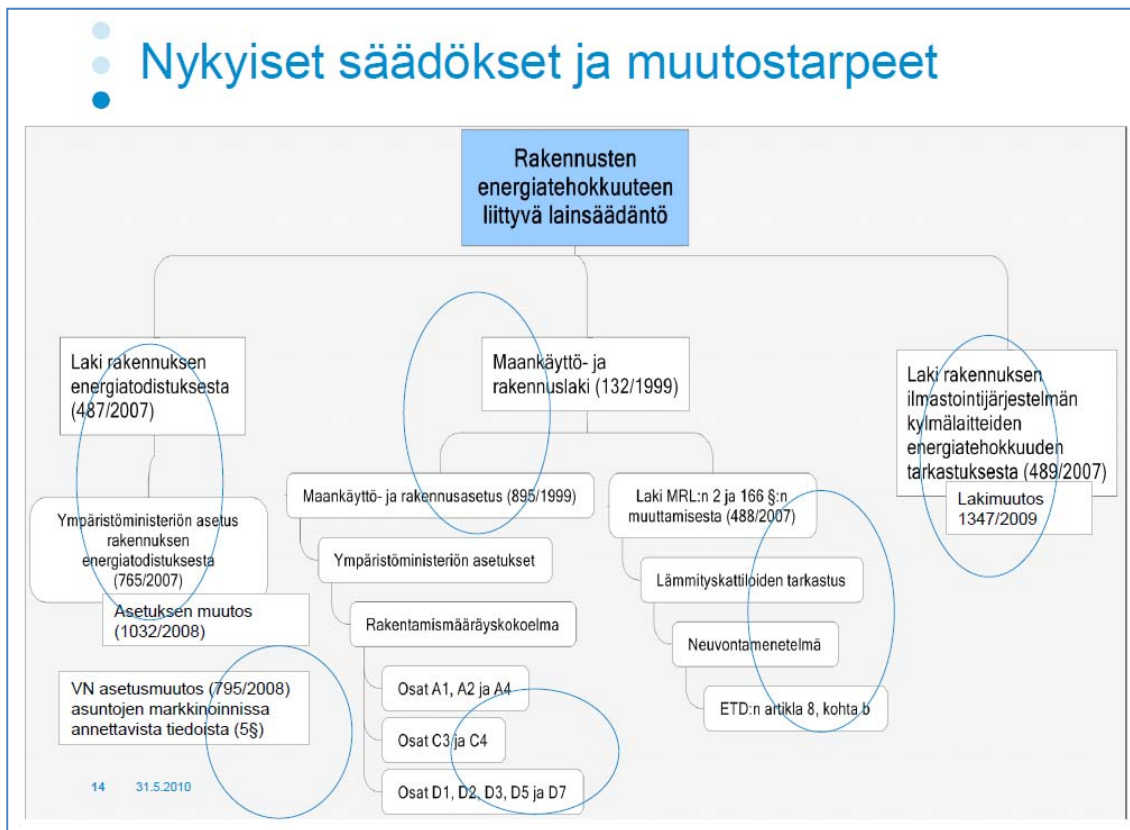 Nykyiset säädökset ja muutostarpeet
Rakennusten
energiatehokkuuteen
liittyvä lainsäädäntö
Laki rakennuksen
energiatodistuksesta
(487/2007)
Ympäristöministeriön asetus
rakennuksen
energiatodistuksesta
(765/2007)
Asetuksen muutos
(1032/2008)
VN asetusmuutos (795/2008)
asuntojen markkinoinnissa
annettavista tiedoista (5§)
Maankäyttö- ja
rakennuslaki (132/1999)
Maankäyttö- ja rakennusasetus (895/1999)
Ympäristöministeriön asetukset
Rakentamismääräyskokoelma
Osat A1, A2 ja A4
Osat C3 ja C4
Osat D1, D2, D3, D5 ja D7
Laki MRL:n 2 ja 166 §:n
muuttamisesta (488/2007)
Lämmityskattiloiden tarkastus
Neuvontamenetelmä
ETD:n artikla 8, kohta b
Laki rakennuksen
ilmastointijärjestelmän
kylmälaitteiden
energiatehokkuuden
tarkastuksesta (489/2007)
Lakimuutos
1347/2009
14 31.5.2010